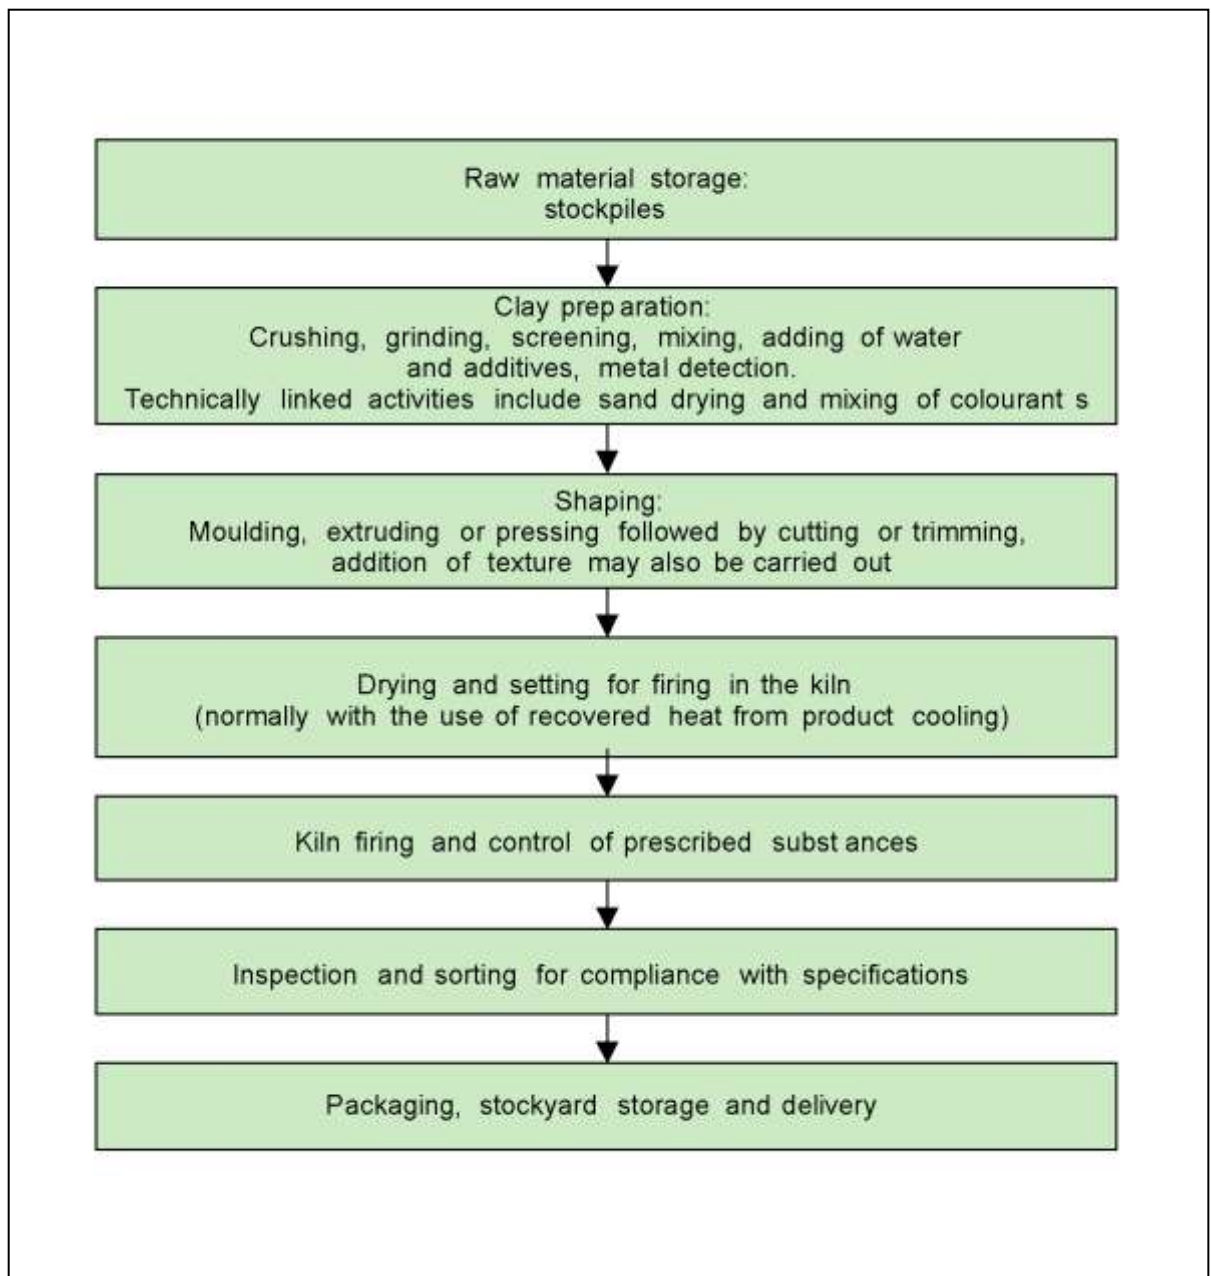 Raw material storage:
stockpiles
Clay preparation:
Crushing, grinding, screening, mixing, adding of water
and additives, metal detection.
Technically linked activities include sand drying and mixing of colourant s
Shaping:
Moulding, extruding or pressing followed by cutting or trimming,
addition of texture may also be carried out
Drying and setting for firing in the kiln
(normally with the use of recovered heat from product cooling)
Kiln firing and control of prescribed subst ances
Inspection and sorting for compliance with specifications
Packaging, stockyard storage and delivery